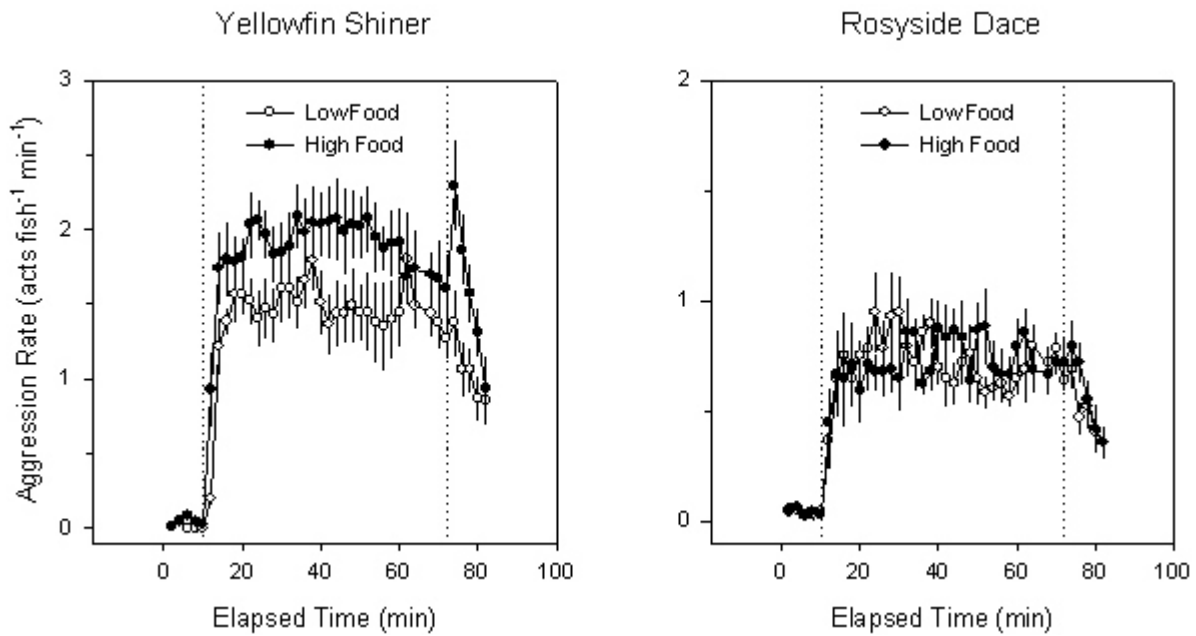 Yellowfin Shiner
Rosyside Dace
3
2
1
0
LowFood
High Food
2
1
0
LowFood
High Food
Aggression Rate (acts fish⁻¹ min⁻¹)
0 20 40 60 80 100
0 20 40 60 80 100
Elapsed Time (min)
Elapsed Time (min)